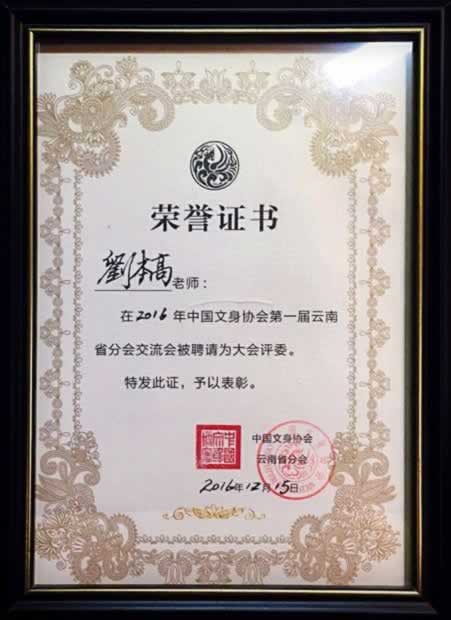 荣誉证书
劉本高老师：
在2016年中国文身协会第一届云南
省分会交流会被聘请为大会评委。
特发此证，予以表彰。
中国文身协会
云南省分会
2016年12月15日